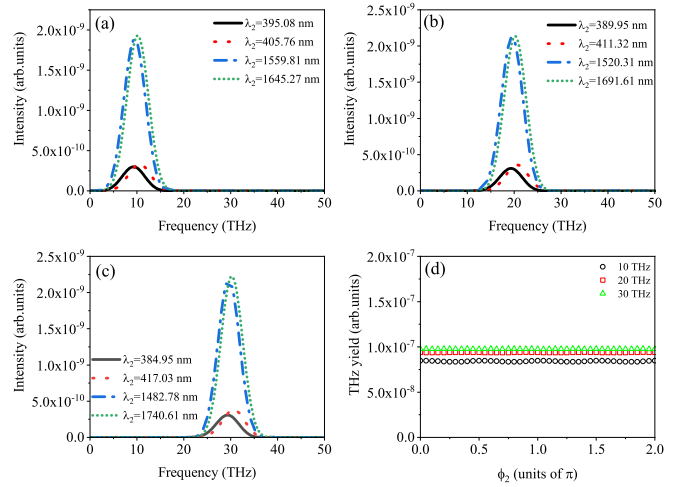 (a)
λ2=395.08 nm
λ2=405.76 nm
λ2=1559.81 nm
λ2=1645.27 nm
2.0x10-9
1.5x10-9
1.0x10-9
5.0x10-10
0.0
0 10 20 30 40 50
Frequency (THz)
Intensity (arb.units)
(b)
λ2=389.95 nm
λ2=411.32 nm
λ2=1520.31 nm
λ2=1691.61 nm
2.5x10-9
2.0x10-9
1.5x10-9
1.0x10-9
5.0x10-10
0.0
0 10 20 30 40 50
Frequency (THz)
Intensity (arb.units)
(c)
λ2=384.95 nm
λ2=417.03 nm
λ2=1482.78 nm
λ2=1740.61 nm
2.5x10-9
2.0x10-9
1.5x10-9
1.0x10-9
5.0x10-10
0.0
0 10 20 30 40 50
Frequency (THz)
Intensity (arb.units)
(d)
10 THz
20 THz
30 THz
2.0x10-7
1.5x10-7
1.0x10-7
5.0x10-8
0.0
0.0 0.5 1.0 1.5 2.0
ϕ2 (units of π)
THz yield (arb.units)